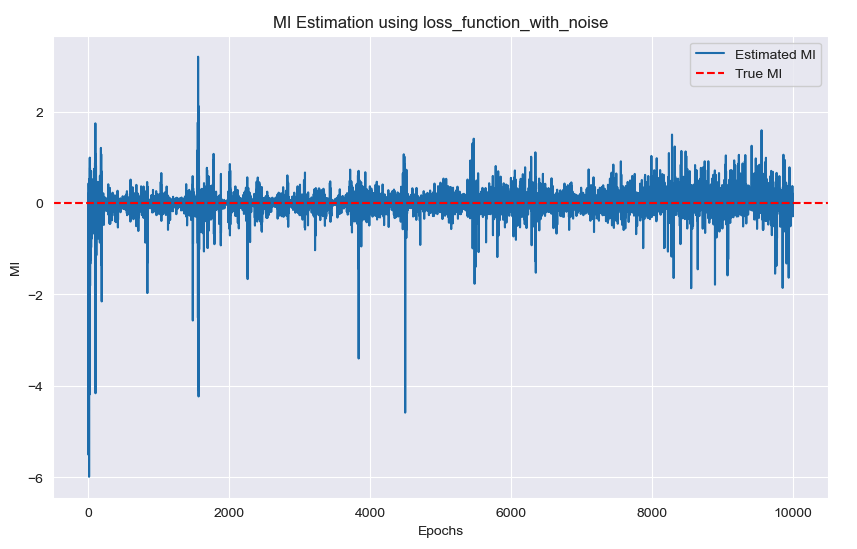 MI Estimation using loss_function_with_noise
Estimated MI
True MI
2
0
−2
−4
−6
MI
0
2000
4000
6000
8000
10000
Epochs